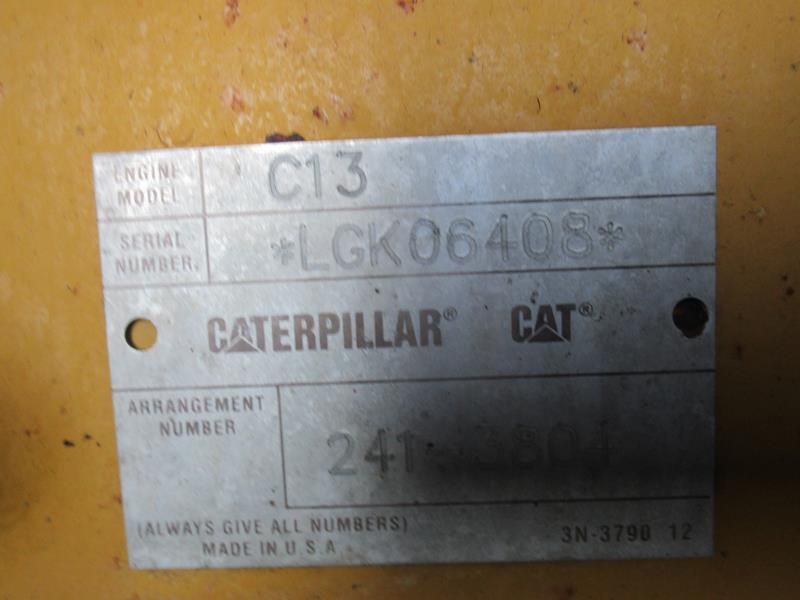 ENGINE MODEL C13
SERIAL NUMBER. *LGK06408*
CATERPILLAR® CAT®
ARRANGEMENT NUMBER 241-3804
(ALWAYS GIVE ALL NUMBERS)
MADE IN U.S.A
3N-3790 12